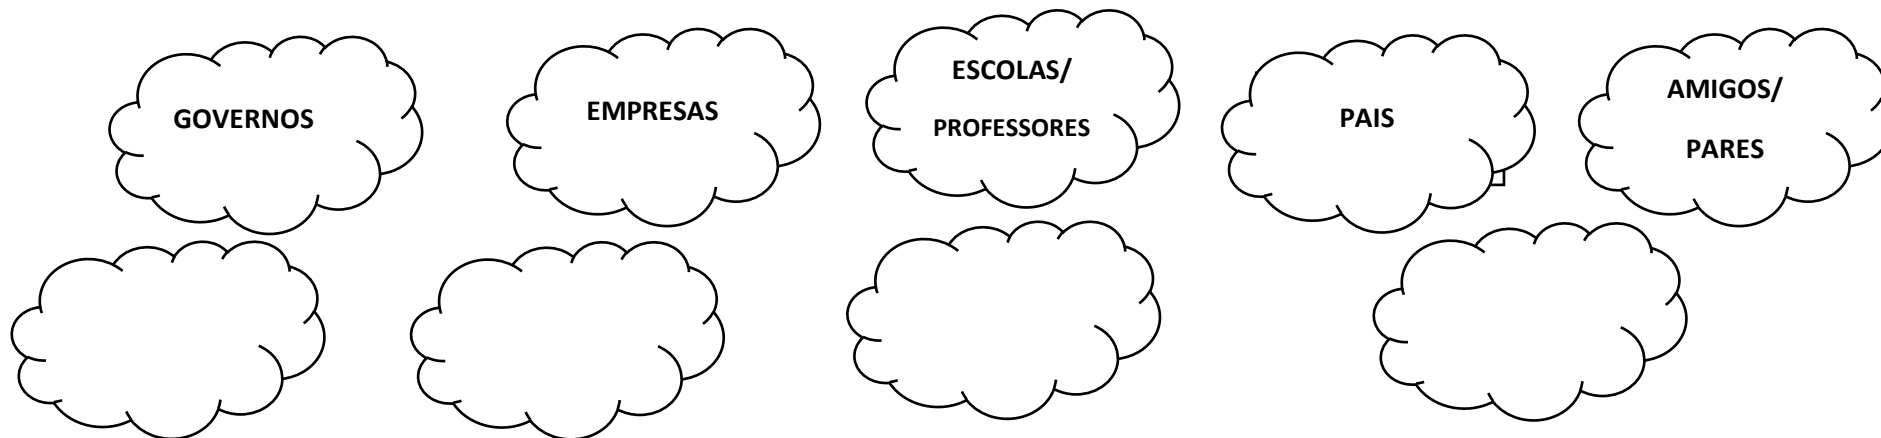 GOVERNOS
EMPRESAS
ESCOLAS/
PROFESSORES
PAIS
AMIGOS/
PARES